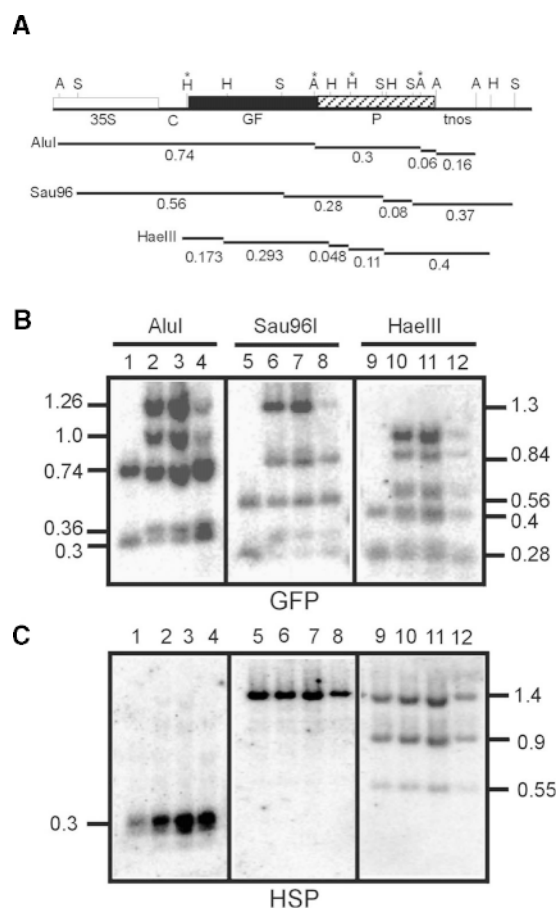 A
* * * *
A S H H S A H H SH SA A A H S
35S C GF P tnos
AluI
0.74 0.3 0.06 0.16
Sau96
0.56 0.28 0.08 0.37
HaeIII
0.173 0.293 0.048 0.11 0.4
B
AluI Sau96I HaeIII
1 2 3 4 5 6 7 8 9 10 11 12
1.26 1.3
1.0 0.84
0.74 0.56
0.36 0.4
0.3 0.28
GFP
C
1 2 3 4 5 6 7 8 9 10 11 12
1.4
0.9
0.55
0.3
HSP